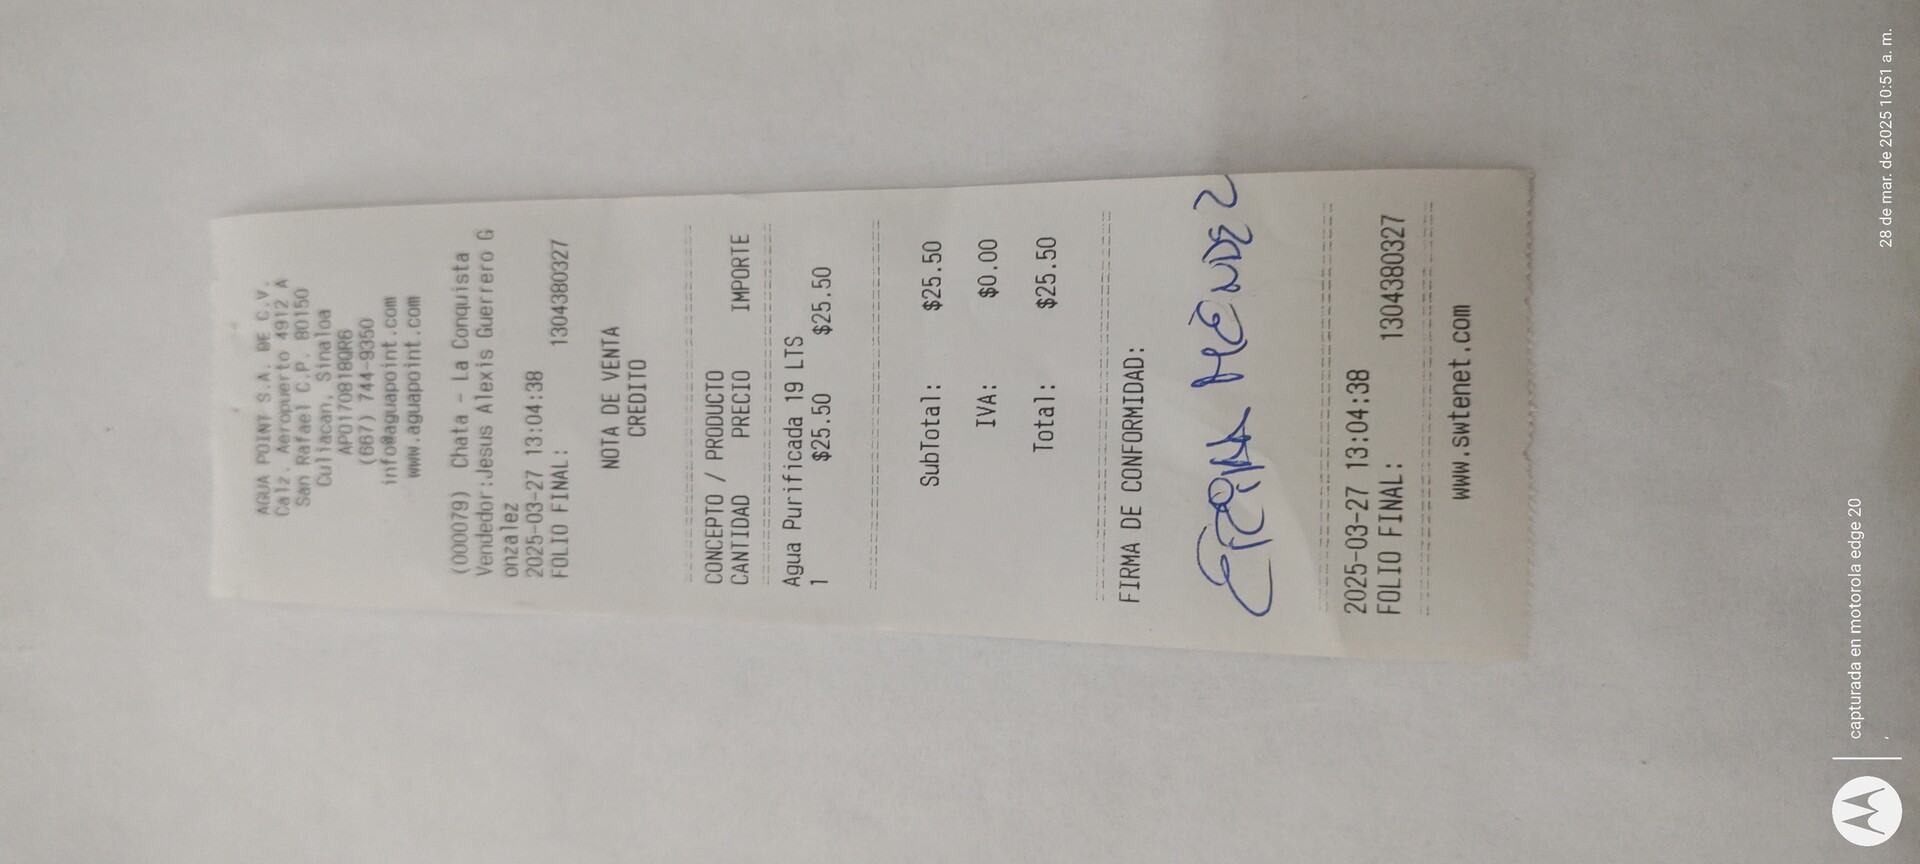 AGUA POINT S.A. DE C.V.
Calz. Aeropuerto 4912 A
San Rafael C.P. 80150
Culiacan, Sinaloa
APO170818QR6
(667) 744-9350
info@aguapoint.com
www.aguapoint.com
(000079) Chata - La Conquista
Vendedor:Jesus Alexis Guerrero G
onzalez
2025-03-27 13:04:38
FOLIO FINAL: 1304380327
NOTA DE VENTA
CREDITO
CONCEPTO / PRODUCTO
CANTIDAD PRECIO IMPORTE
Agua Purificada 19 LTS
1 $25.50 $25.50
SubTotal: $25.50
IVA: $0.00
Total: $25.50
FIRMA DE CONFORMIDAD:
MENDEZ
2025-03-27 13:04:38
FOLIO FINAL: 1304380327
www.swtenet.com
capturada en motorola edge 20
28 de mar. de 2025 10:51 a. m.